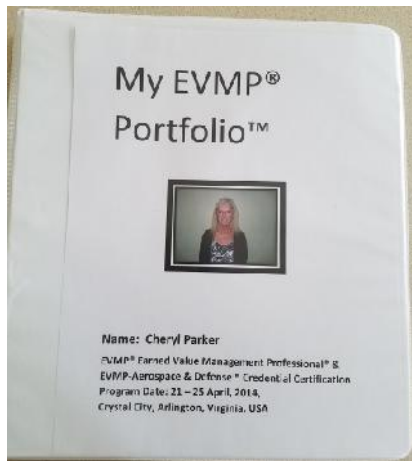 My EVMP®
Portfolio™
Name: Cheryl Parker
EVMP® Earned Value Management Professional® &
EVMP-Aerospace & Defense® Credential Certification
Program Date: 21 – 25 April, 2014,
Crystal City, Arlington, Virginia, USA